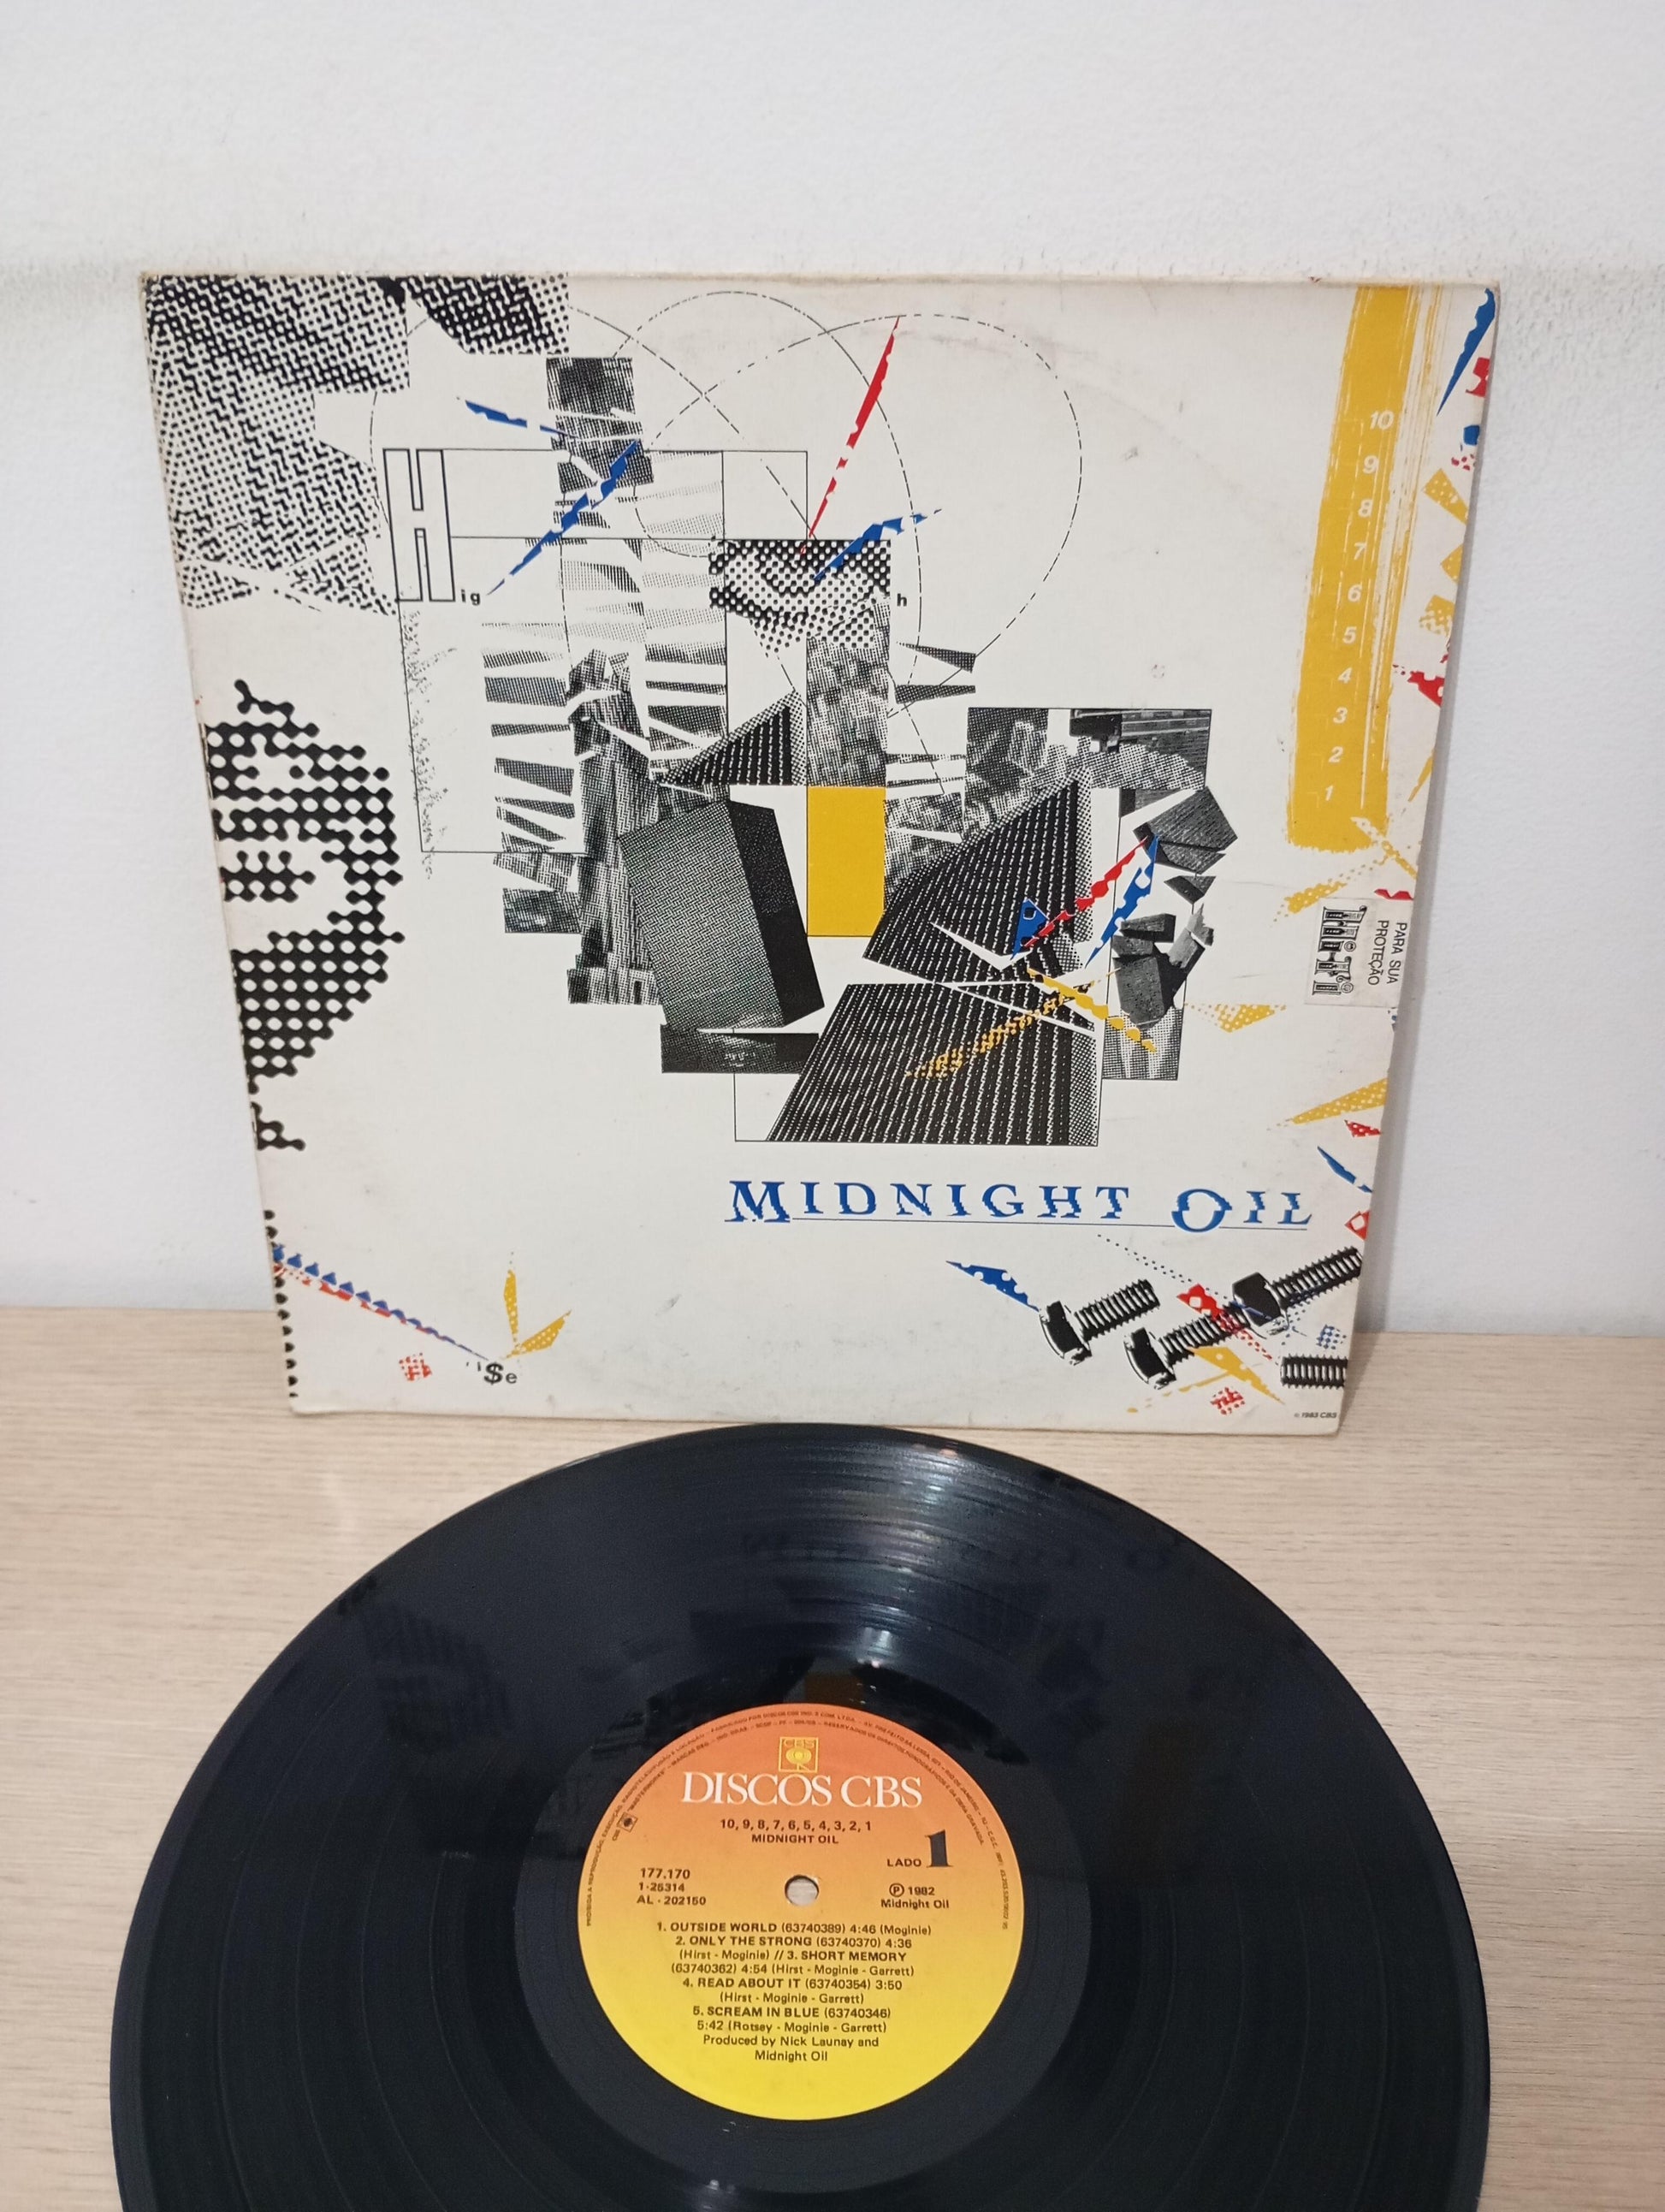 10
9
8
7
6
5
4
3
2
1
H
ig
h
PARA SUA
PROTEÇÃO
MIDNIGHT OIL
$e
© 1983 CBS
CBS
DISCOS CBS
10, 9, 8, 7, 6, 5, 4, 3, 2, 1
MIDNIGHT OIL
LADO 1
177.170
1-25314
AL - 202150
℗ 1982
Midnight Oil
1. OUTSIDE WORLD (63740389) 4:46 (Moginie)
2. ONLY THE STRONG (63740370) 4:36
(Hirst - Moginie) // 3. SHORT MEMORY
(63740362) 4:54 (Hirst - Moginie - Garrett)
4. READ ABOUT IT (63740354) 3:50
(Hirst - Moginie - Garrett)
5. SCREAM IN BLUE (63740346)
5:42 (Rotsey - Moginie - Garrett)
Produced by Nick Launay and
Midnight Oil